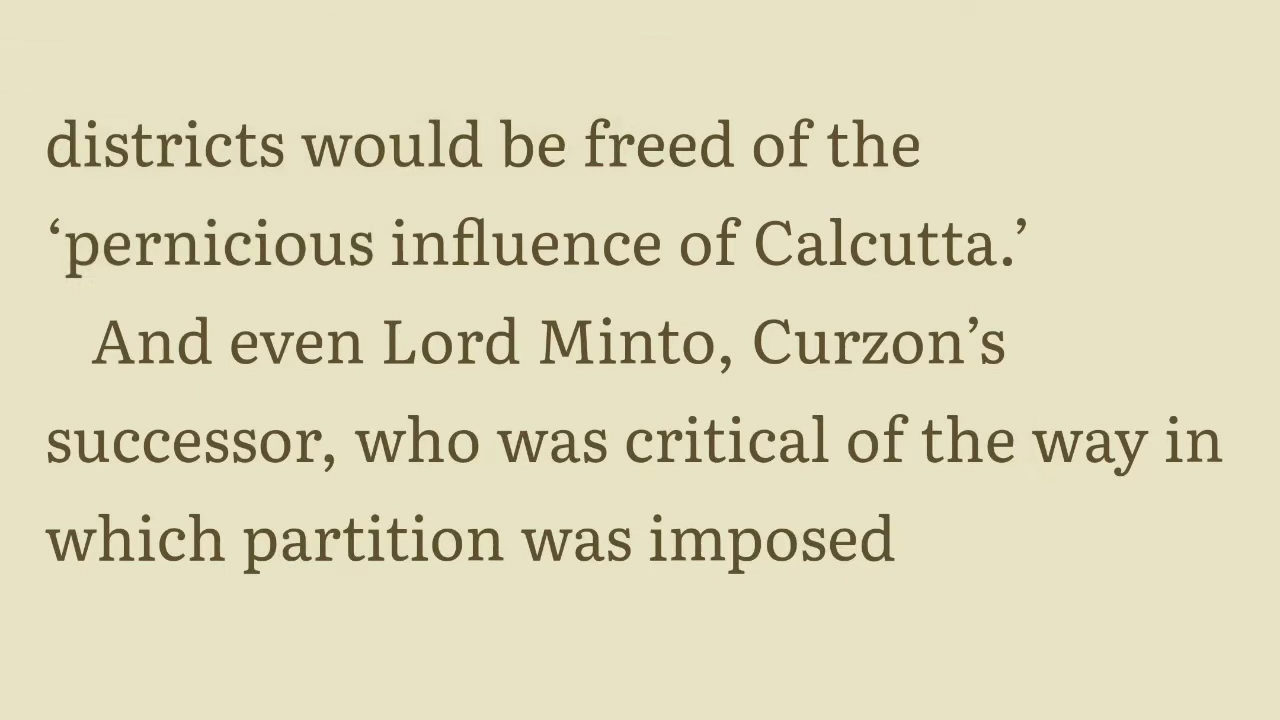 districts would be freed of the
‘pernicious influence of Calcutta.’
And even Lord Minto, Curzon’s
successor, who was critical of the way in
which partition was imposed